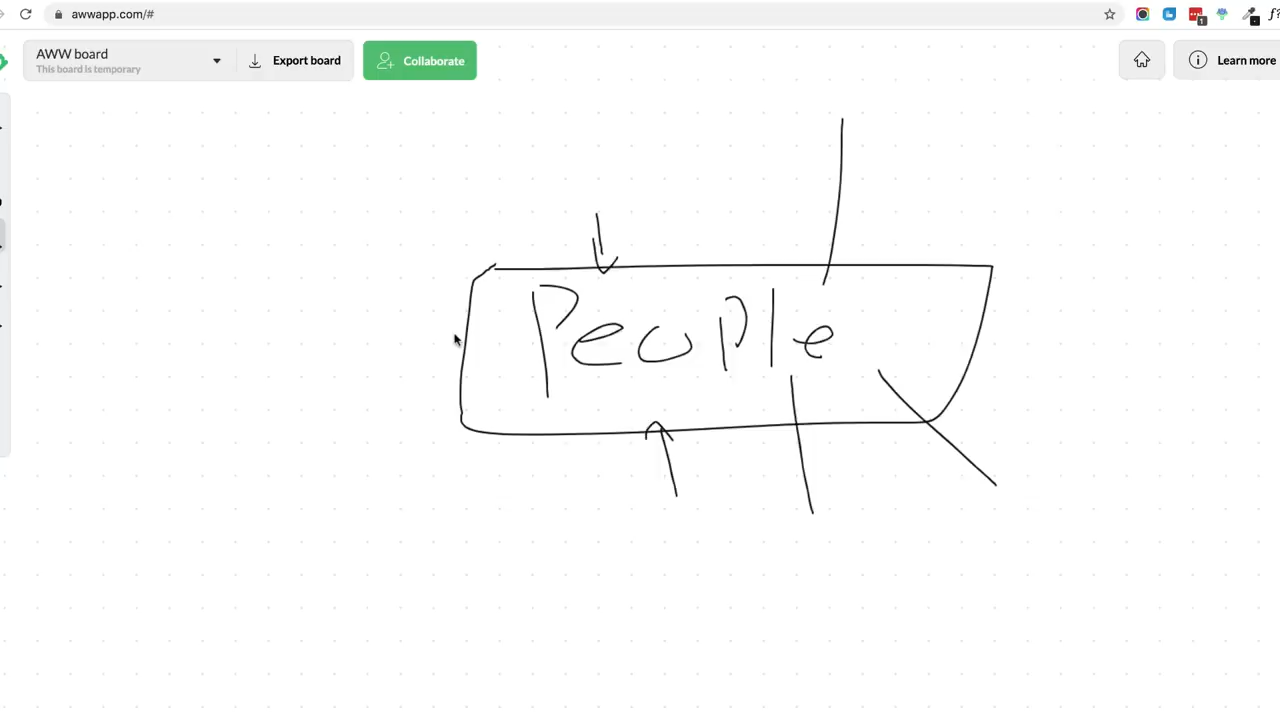 awwapp.com/#
AWW board
This board is temporary
Export board
Collaborate
Learn more
People